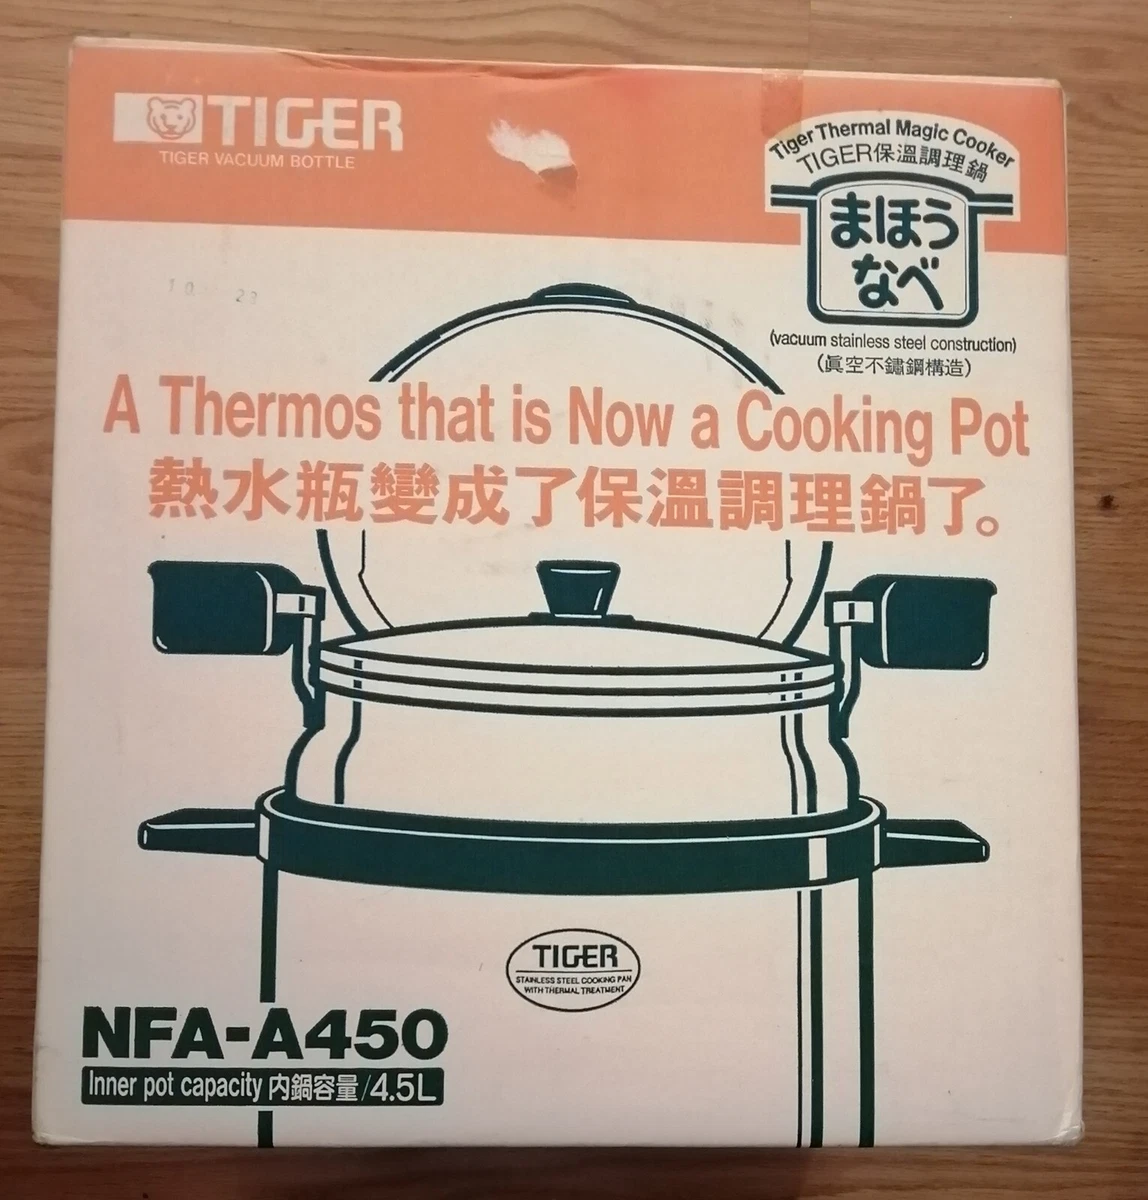 TIGER
TIGER VACUUM BOTTLE
Tiger Thermal Magic Cooker
TIGER保溫調理鍋
まほう
なべ
(vacuum stainless steel construction)
(眞空不鏽鋼構造)
A Thermos that is Now a Cooking Pot
熱水瓶變成了保溫調理鍋了。
TIGER
STAINLESS STEEL COOKING PAN
WITH THERMAL TREATMENT
NFA-A450
Inner pot capacity 內鍋容量/4.5L